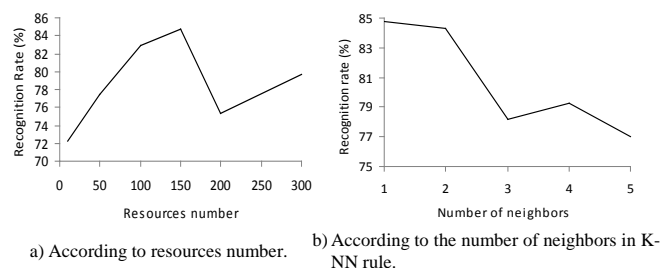 86
84
82
80
78
76
74
72
70
Recognition Rate (%)
0 50 100 150 200 250 300
Resources number
a) According to resources number.
85
83
81
79
77
75
Recognition rate (%)
1 2 3 4 5
Number of neighbors
b) According to the number of neighbors in K-
NN rule.